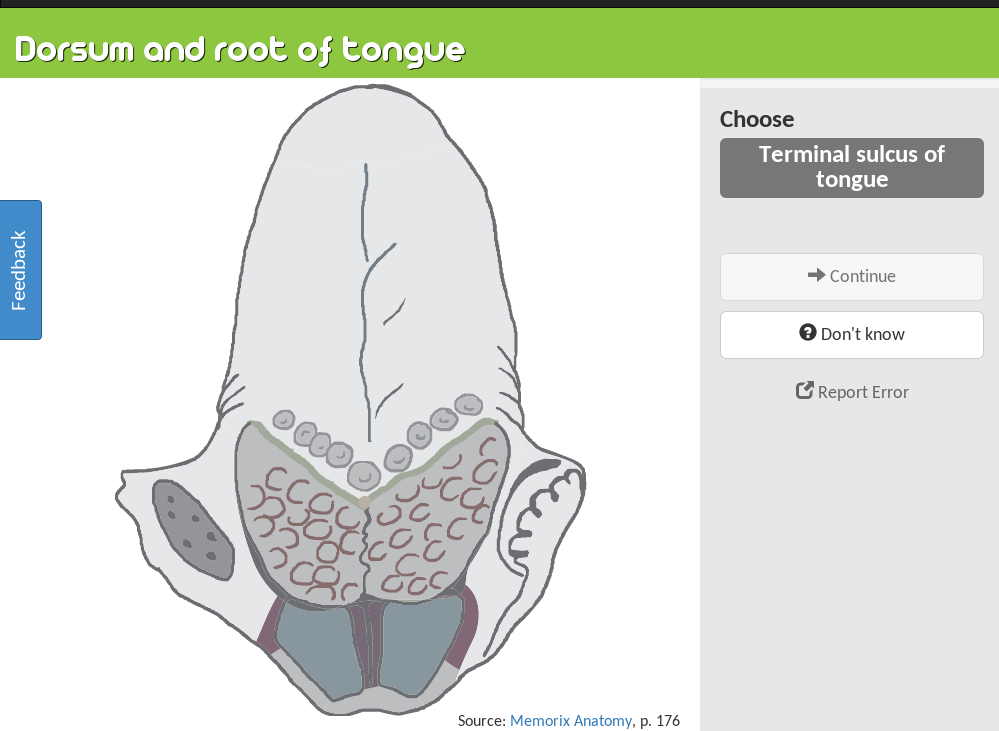 Dorsum and root of tongue
Choose
Terminal sulcus of
tongue
Feedback
Continue
Don't know
Report Error
Source: Memorix Anatomy, p. 176